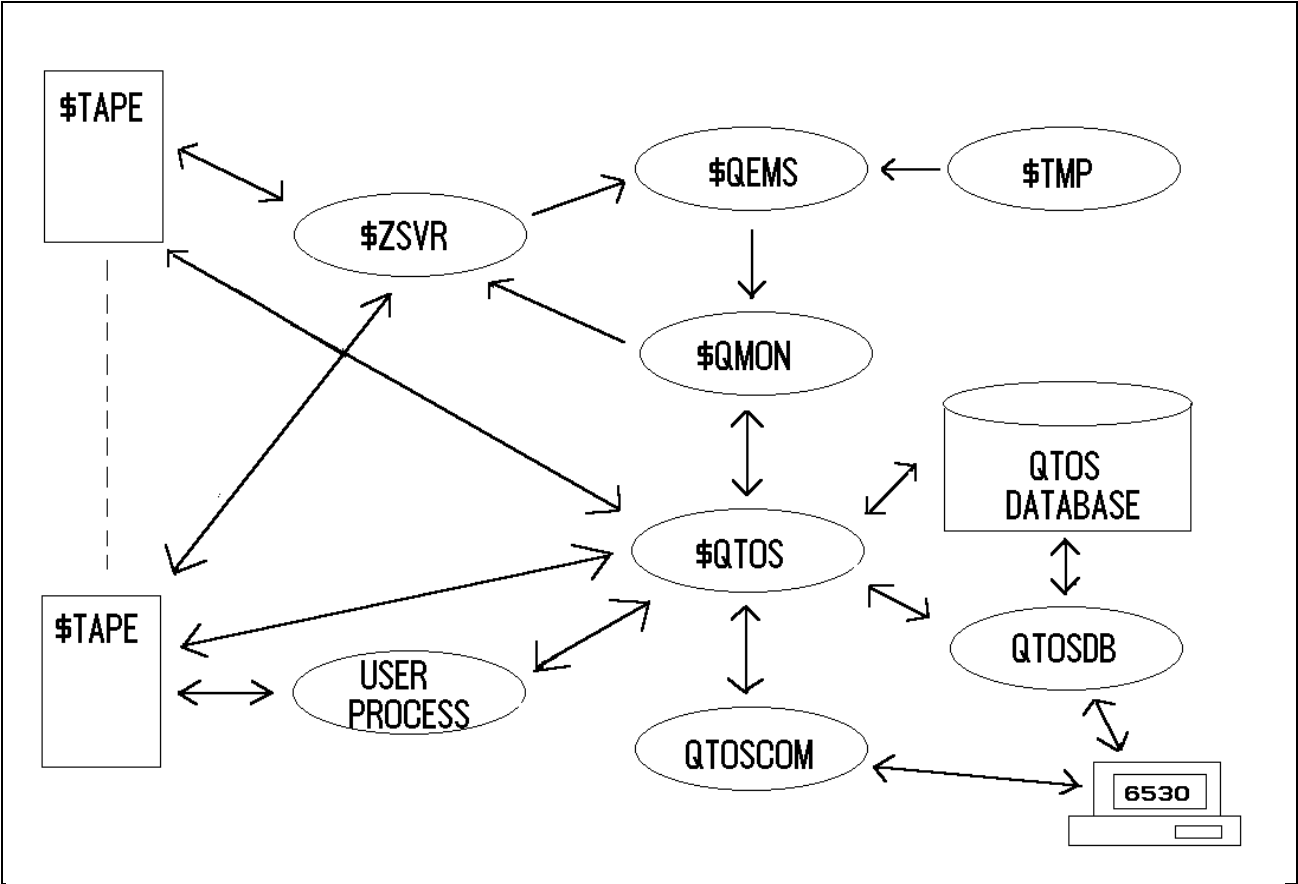 $TAPE
$QEMS
$TMP
$ZSVR
$QMON
QTOS
DATABASE
$QTOS
$TAPE
USER
PROCESS
QTOSDB
QTOSCOM
6530